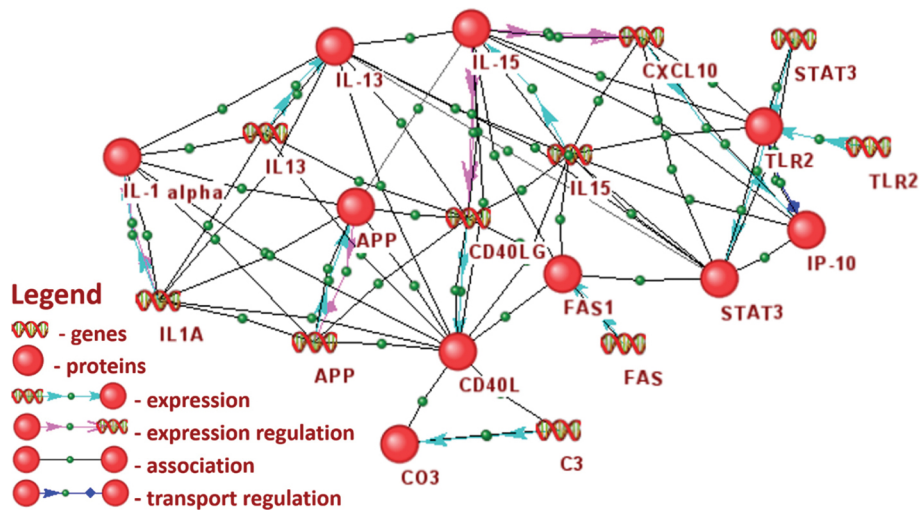 IL-13
IL-15
CXCL10
STAT3
TLR2
TLR2
IL-1 alpha
IL13
IL15
APP
CD40LG
IP-10
FAS1
STAT3
IL1A
APP
CD40L
FAS
CO3
C3
Legend
- genes
- proteins
- expression
- expression regulation
- association
- transport regulation